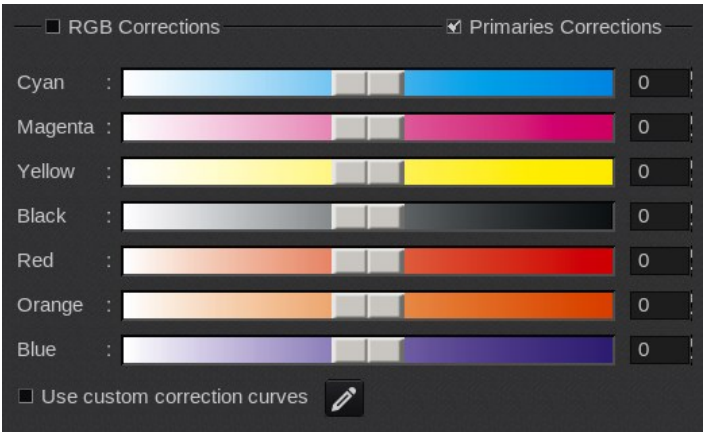 RGB Corrections Primaries Corrections
Cyan : 0
Magenta : 0
Yellow : 0
Black : 0
Red : 0
Orange : 0
Blue : 0
Use custom correction curves